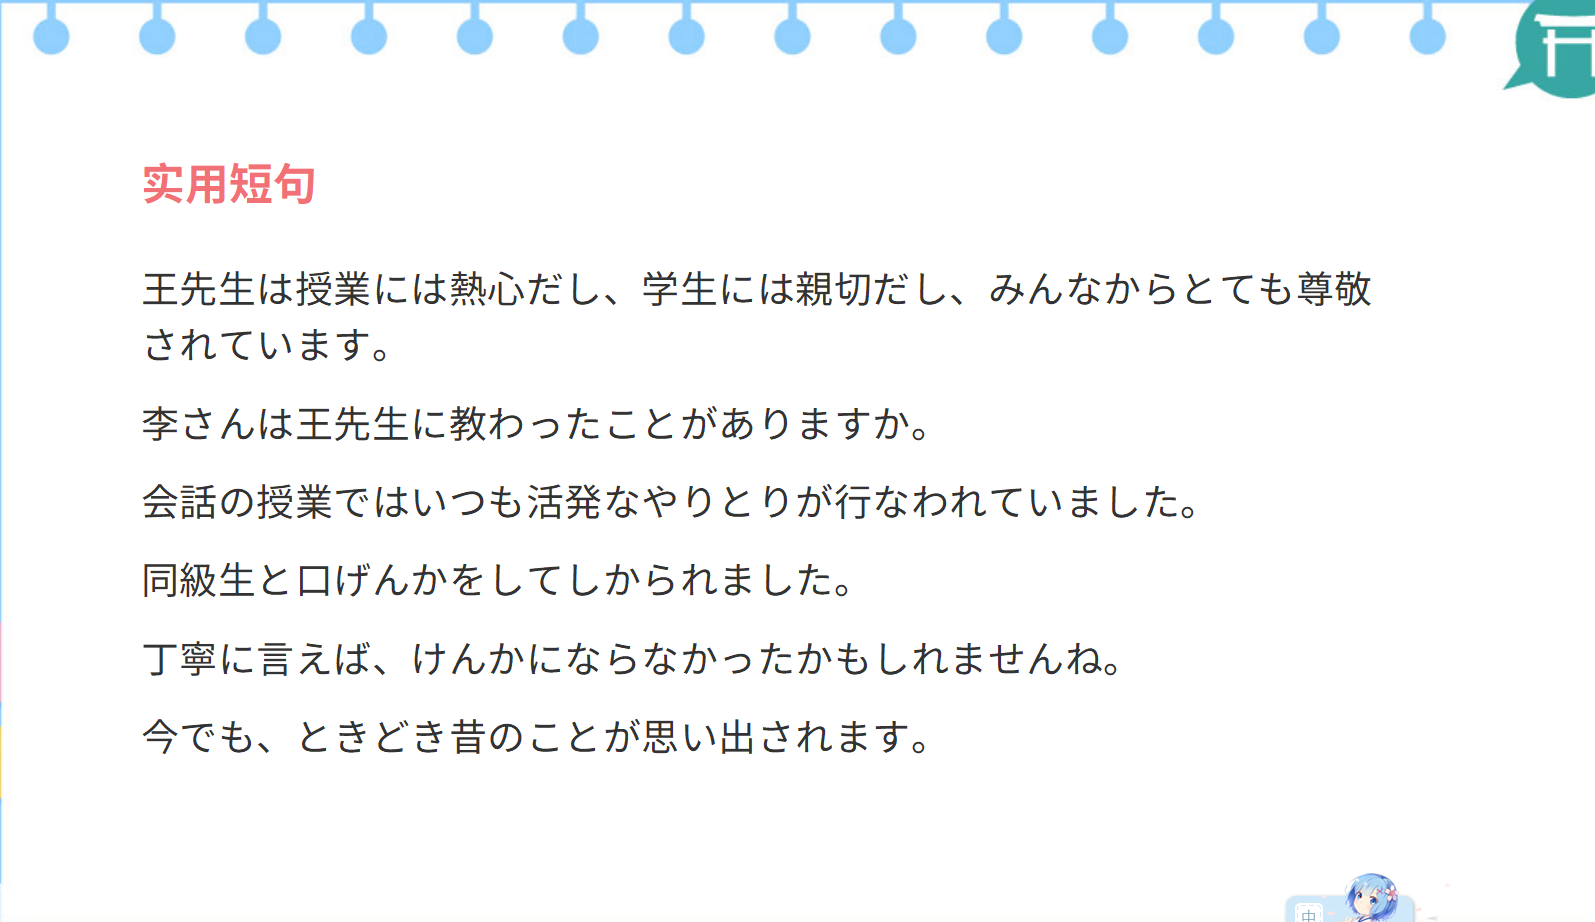 实用短句
王先生は授業には熱心だし、学生には親切だし、みんなからとても尊敬
されています。
李さんは王先生に教わったことがありますか。
会話の授業ではいつも活発なやりとりが行なわれていました。
同級生と口げんかをしてしかられました。
丁寧に言えば、けんかにならなかったかもしれませんね。
今でも、ときどき昔のことが思い出されます。
中